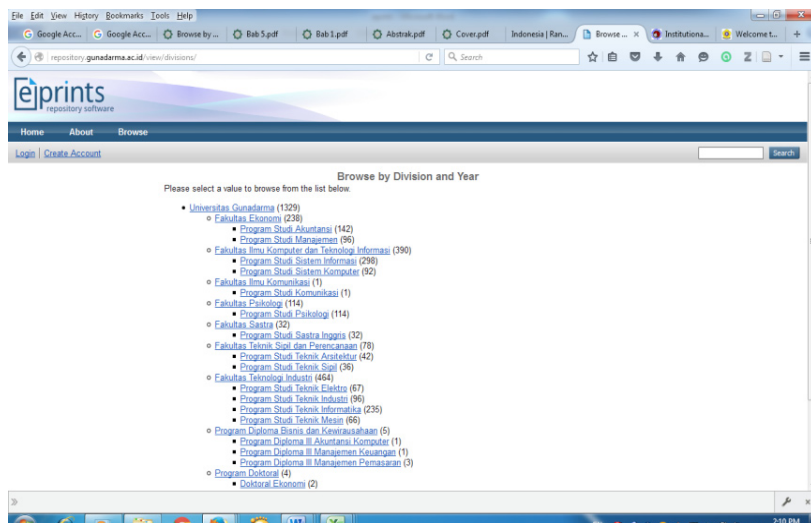 File Edit View History Bookmarks Tools Help
Google Acc... Google Acc... Browse by ... Bab 5.pdf Bab 1.pdf Abstrak.pdf Cover.pdf Indonesia | Ran... Browse ... Institutiona... Welcome t...
repository.gunadarma.ac.id/view/divisions/ Search
eprints
repository software
Home About Browse
Login | Create Account Search
Browse by Division and Year
Please select a value to browse from the list below.
Universitas Gunadarma (1329)
Fakultas Ekonomi (238)
Program Studi Akuntansi (142)
Program Studi Manajemen (96)
Fakultas Ilmu Komputer dan Teknologi Informasi (390)
Program Studi Sistem Informasi (298)
Program Studi Sistem Komputer (92)
Fakultas Ilmu Komunikasi (1)
Program Studi Komunikasi (1)
Fakultas Psikologi (114)
Program Studi Psikologi (114)
Fakultas Sastra (32)
Program Studi Sastra Inggris (32)
Fakultas Teknik Sipil dan Perencanaan (78)
Program Studi Teknik Arsitektur (42)
Program Studi Teknik Sipil (36)
Fakultas Teknologi Industri (464)
Program Studi Teknik Elektro (67)
Program Studi Teknik Industri (96)
Program Studi Teknik Informatika (235)
Program Studi Teknik Mesin (66)
Program Diploma Bisnis dan Kewirausahaan (5)
Program Diploma III Akuntansi Komputer (1)
Program Diploma III Manajemen Keuangan (1)
Program Diploma III Manajemen Pemasaran (3)
Program Doktoral (4)
Doktoral Ekonomi (2)
2:10 PM